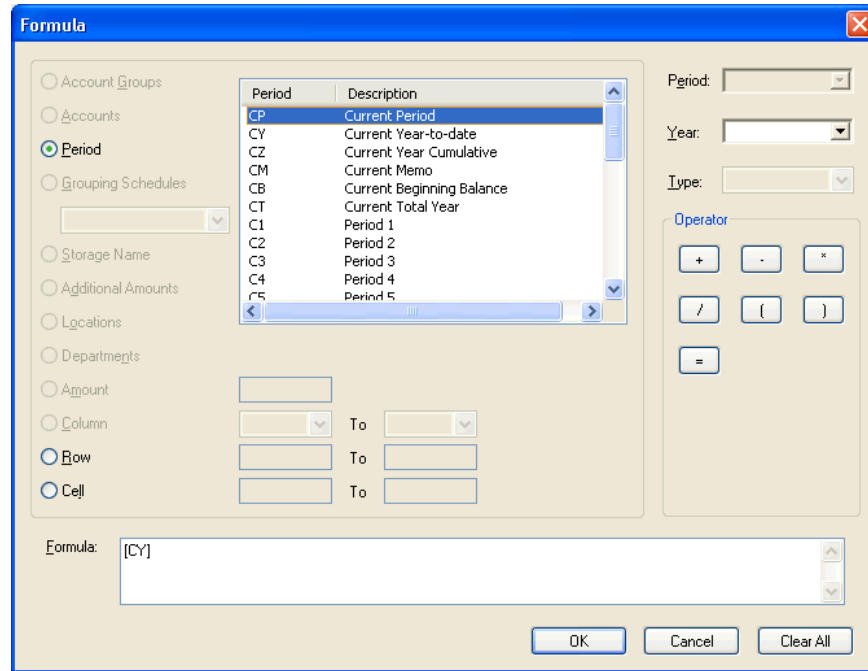 Formula
Account Groups
Accounts
Period
Grouping Schedules
Storage Name
Additional Amounts
Locations
Departments
Amount
Column To
Row To
Cell To
Period Description
CP Current Period
CY Current Year-to-date
CZ Current Year Cumulative
CM Current Memo
CB Current Beginning Balance
CT Current Total Year
C1 Period 1
C2 Period 2
C3 Period 3
C4 Period 4
C5 Period 5
Period:
Year:
Type:
Operator
+ - *
/ ( )
=
Formula: [CY]
OK Cancel Clear All